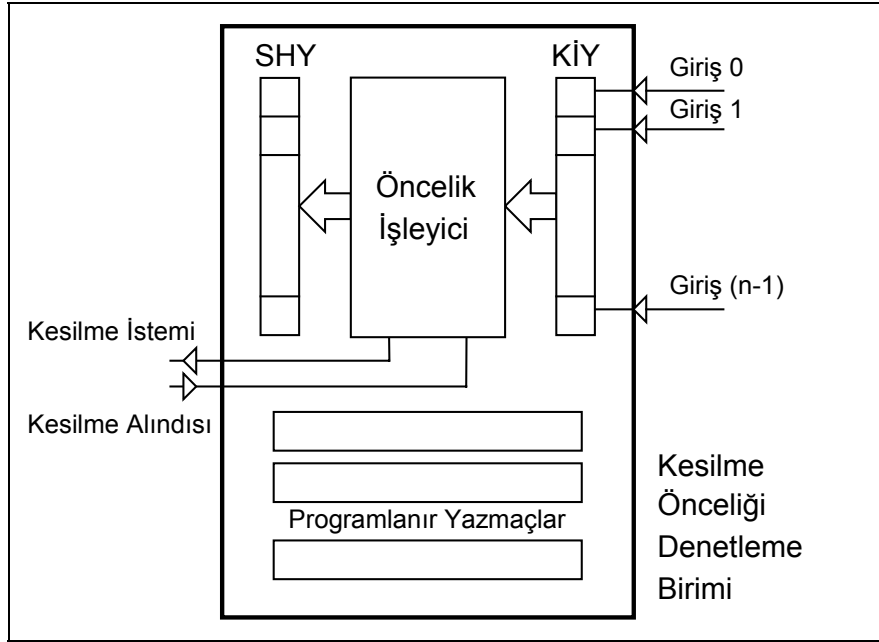 SHY
KİY
Giriş 0
Giriş 1
Öncelik
İşleyici
Giriş (n-1)
Kesilme İstemi
Kesilme Alındısı
Programlanır Yazmaçlar
Kesilme
Önceliği
Denetleme
Birimi